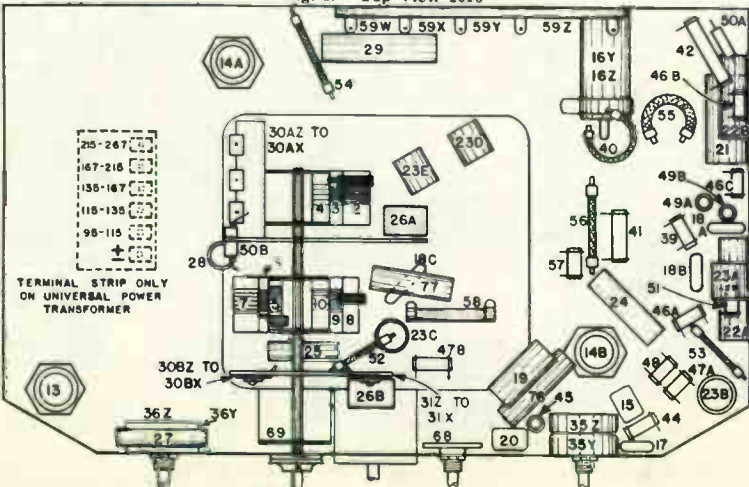 59W 59X 59Y 59Z
50A
29
42
14A
54
16Y
16Z
46B
55
22B
21
40
30AZ TO
30AX
23D
23E
215-267
167-215
135-167
115-135
95-115
±
TERMINAL STRIP ONLY
ON UNIVERSAL POWER
TRANSFORMER
4 3 2
26A
49B
46C
49A
18
A
39
56
41
50B
28
18C
57
18B
23A
77
51
24
7
10 9 8
58
46A
22A
23C
25
52
47B
14B
53
30BZ TO
30BX
19
48
47A
23B
13
26B
31Z TO
31X
76
45
15
36Z
36Y
27
69
68
20
35Z
35Y
44
17